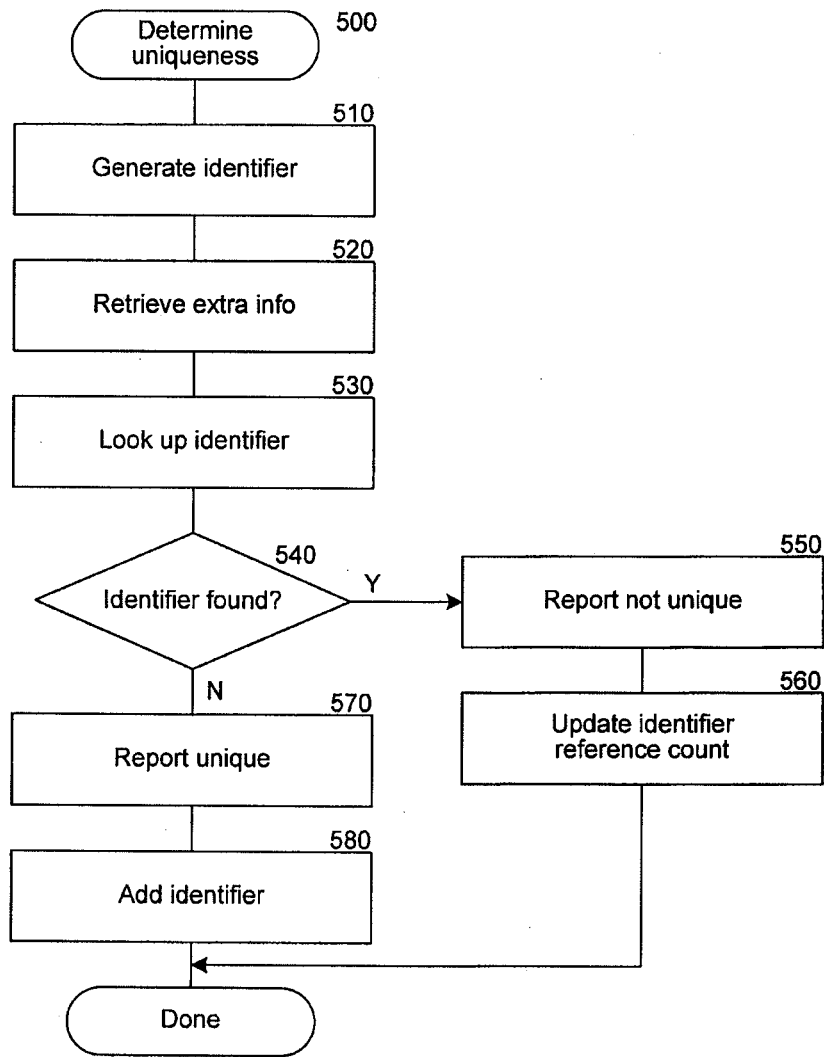 Determine
uniqueness
500
510
Generate identifier
520
Retrieve extra info
530
Look up identifier
540
Identifier found?
Y
550
Report not unique
560
Update identifier
reference count
N
570
Report unique
580
Add identifier
Done